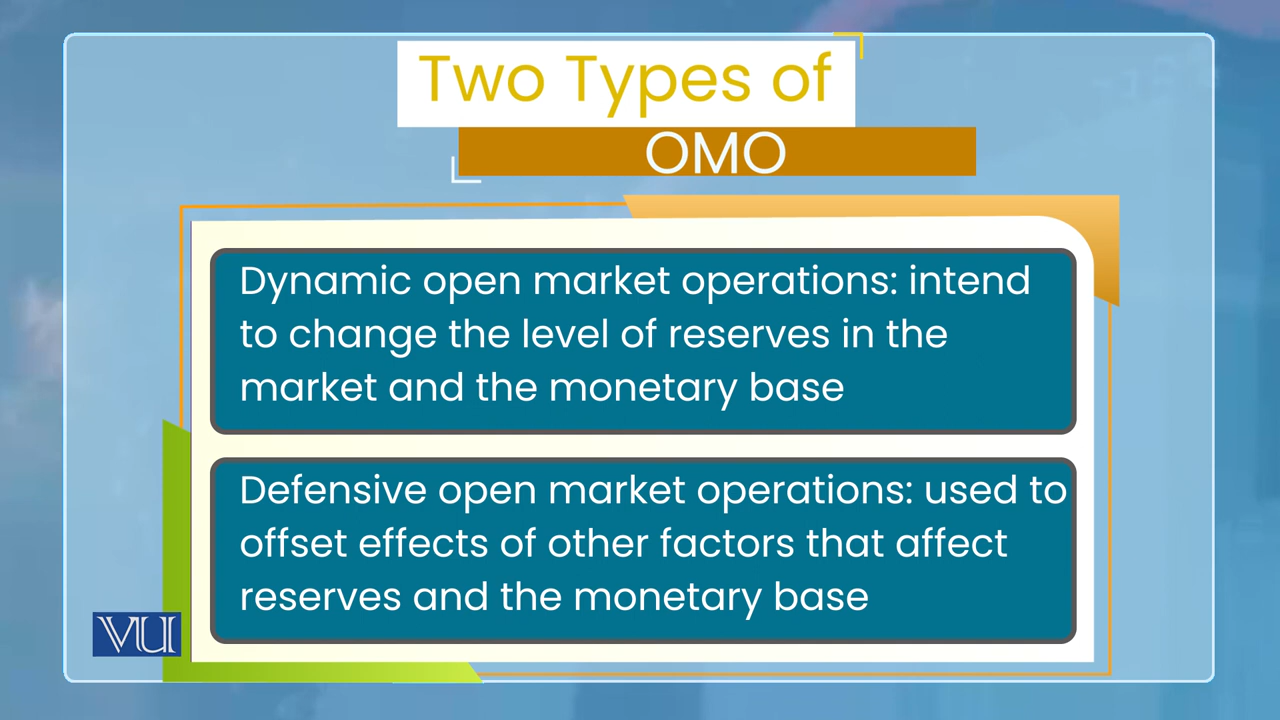 Two Types of
OMO
Dynamic open market operations: intend
to change the level of reserves in the
market and the monetary base
Defensive open market operations: used to
offset effects of other factors that affect
reserves and the monetary base
VU